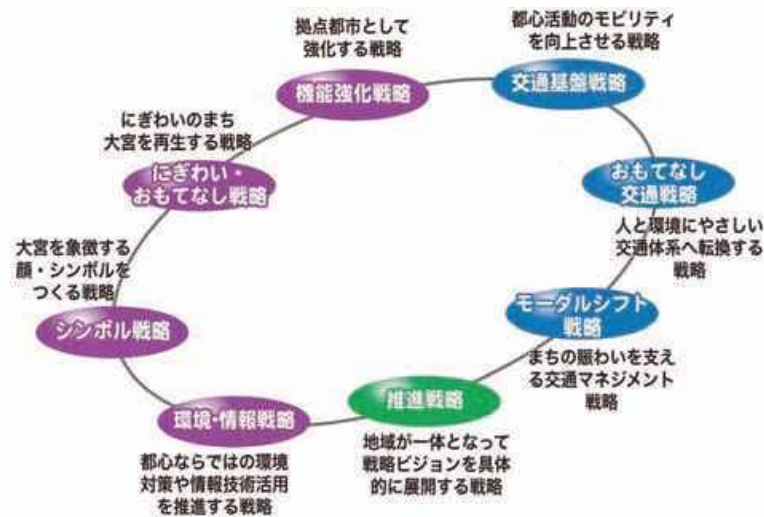 拠点都市として
強化する戦略
機能強化戦略
都心活動のモビリティ
を向上させる戦略
交通基盤戦略
にぎわいのまち
大宮を再生する戦略
にぎわい・
おもてなし戦略
おもてなし
交通戦略
人と環境にやさしい
交通体系へ転換する
戦略
大宮を象徴する
顔・シンボルを
つくる戦略
シンボル戦略
モーダルシフト
戦略
まちの賑わいを支え
る交通マネジメント
戦略
環境・情報戦略
都心ならではの環境
対策や情報技術活用
を推進する戦略
推進戦略
地域が一体となって
戦略ビジョンを具体
的に展開する戦略